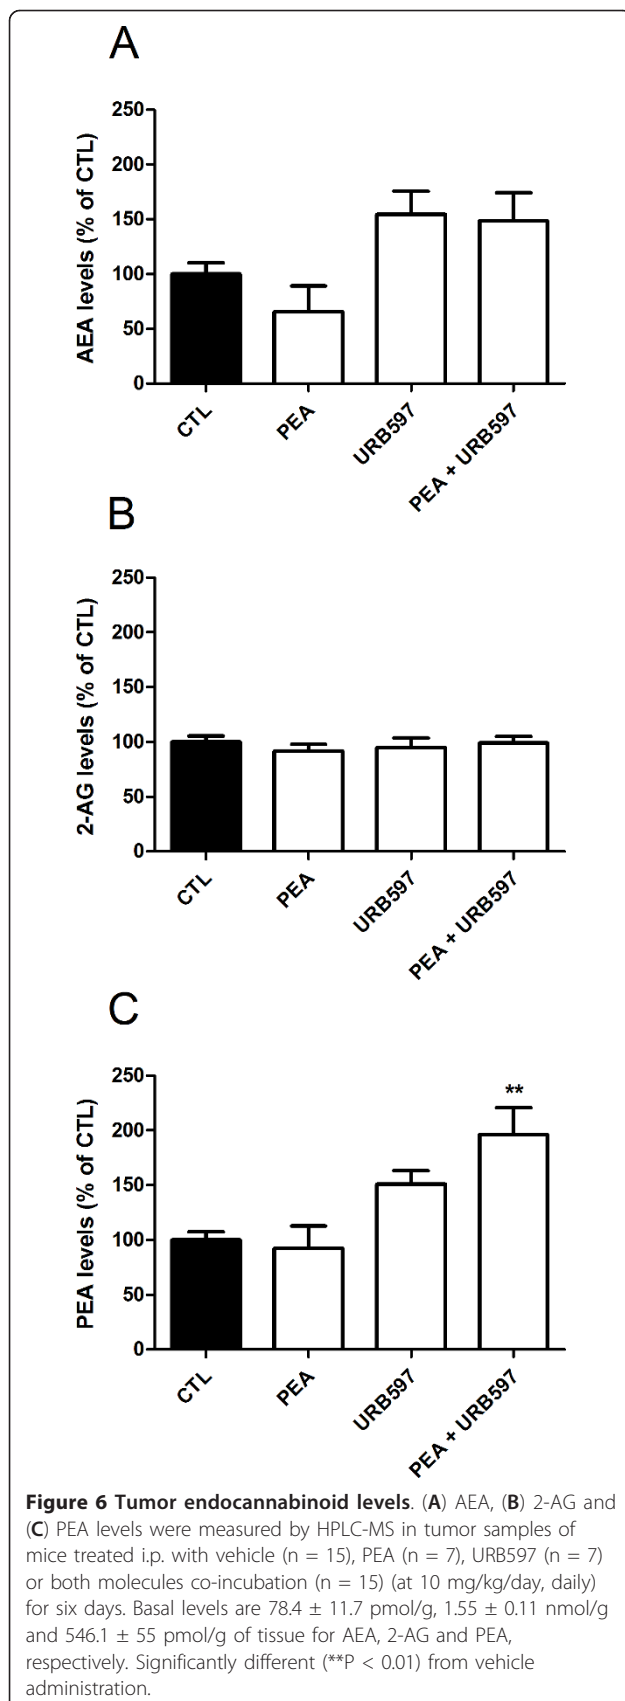 A
250
200
150
100
50
0
AEA levels (% of CTL)
CTL
PEA
URB597
PEA + URB597
B
250
200
150
100
50
0
2-AG levels (% of CTL)
CTL
PEA
URB597
PEA + URB597
C
250
200
150
100
50
0
PEA levels (% of CTL)
**
CTL
PEA
URB597
PEA + URB597
Figure 6 Tumor endocannabinoid levels. (A) AEA, (B) 2-AG and
(C) PEA levels were measured by HPLC-MS in tumor samples of
mice treated i.p. with vehicle (n = 15), PEA (n = 7), URB597 (n = 7)
or both molecules co-incubation (n = 15) (at 10 mg/kg/day, daily)
for six days. Basal levels are 78.4 ± 11.7 pmol/g, 1.55 ± 0.11 nmol/g
and 546.1 ± 55 pmol/g of tissue for AEA, 2-AG and PEA,
respectively. Significantly different (**P < 0.01) from vehicle
administration.